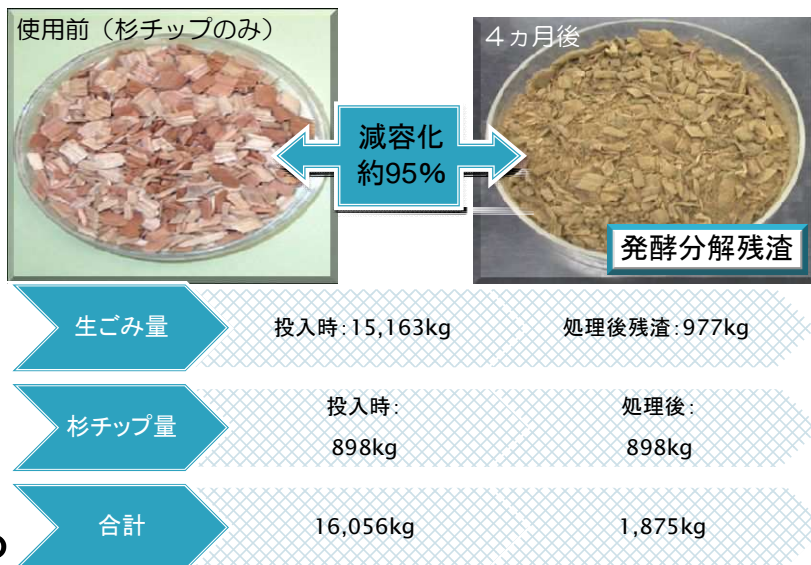 使用前（杉チップのみ）
４ヵ月後
減容化
約95%
発酵分解残渣
生ごみ量
投入時：15,163kg
処理後残渣：977kg
杉チップ量
投入時：
898kg
処理後：
898kg
合計
16,056kg
1,875kg